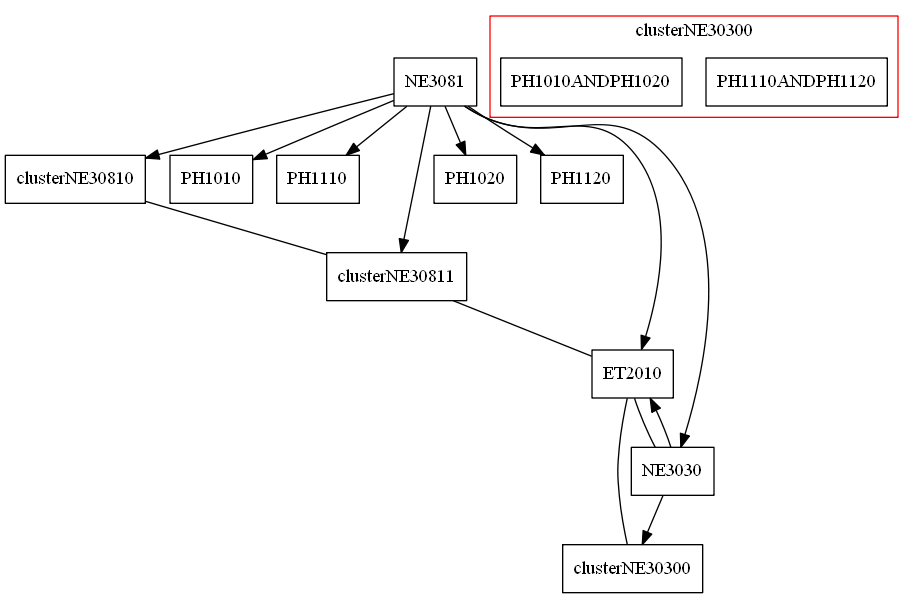 clusterNE30300
NE3081
PH1010ANDPH1020
PH1110ANDPH1120
clusterNE30810
PH1010
PH1110
PH1020
PH1120
clusterNE30811
ET2010
NE3030
clusterNE30300